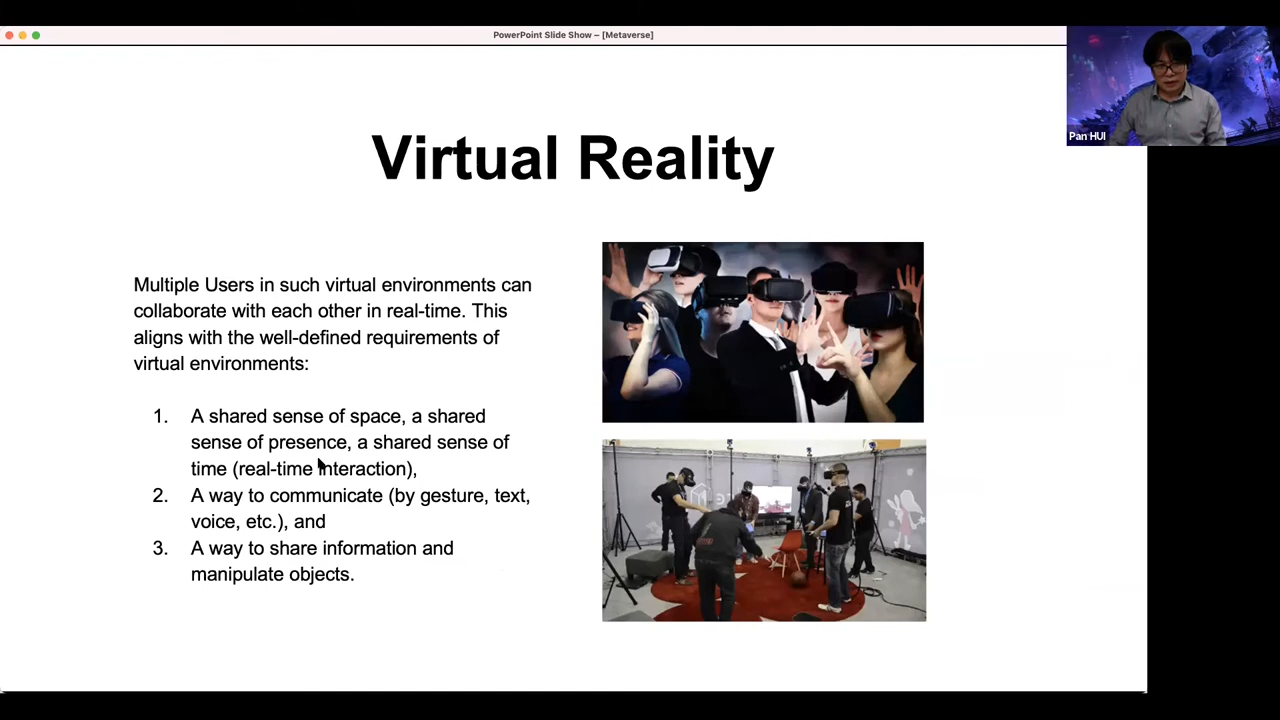 PowerPoint Slide Show – [Metaverse]
Pan HUI
Virtual Reality
Multiple Users in such virtual environments can
collaborate with each other in real-time. This
aligns with the well-defined requirements of
virtual environments:
1. A shared sense of space, a shared
sense of presence, a shared sense of
time (real-time interaction),
2. A way to communicate (by gesture, text,
voice, etc.), and
3. A way to share information and
manipulate objects.